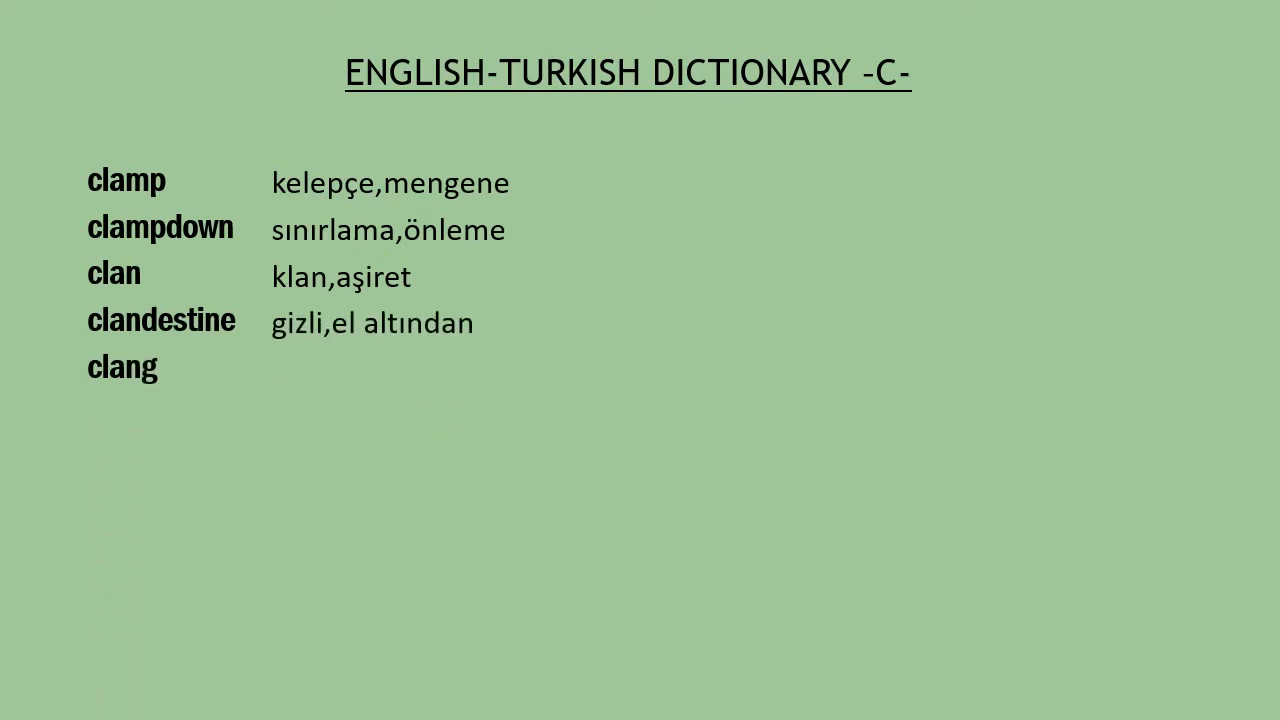 ENGLISH-TURKISH DICTIONARY –C-
clamp kelepçe,mengene
clampdown sınırlama,önleme
clan klan,aşiret
clandestine gizli,el altından
clang